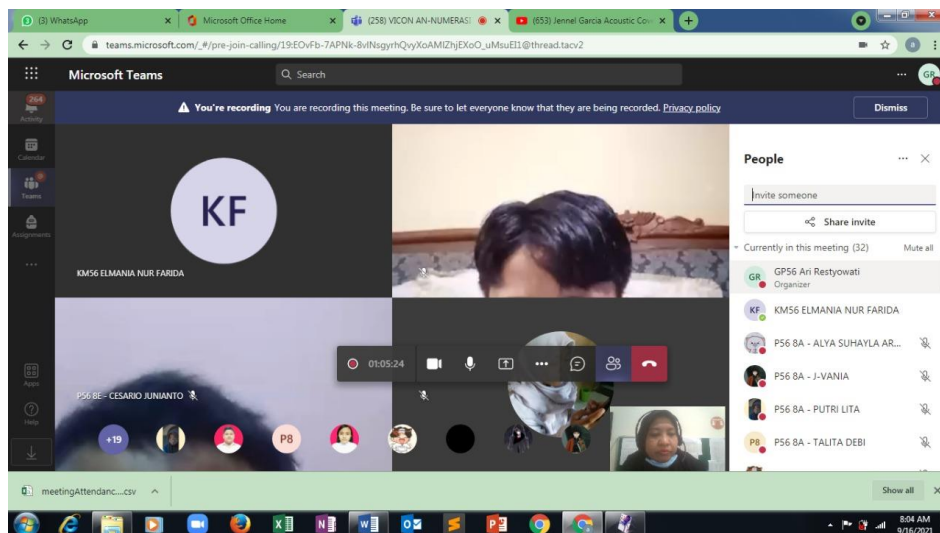 (3) WhatsApp
Microsoft Office Home
(258) VICON AN-NUMERASI
(653) Jennel Garcia Acoustic Cov
teams.microsoft.com/_#/pre-join-calling/19:EOvFb-7APNk-8vINsgyrhQvyXoAMIZhjEXoO_uMsuEI1@thread.tacv2
Microsoft Teams
Search
GR
You're recording You are recording this meeting. Be sure to let everyone know that they are being recorded. Privacy policy
Dismiss
264
Activity
Calendar
Teams
Assignments
Apps
Help
KF
KM56 ELMANIA NUR FARIDA
P56 8E - CESARIO JUNIANTO
01:05:24
+19
P8
People
Invite someone
Share invite
Currently in this meeting (32)
Mute all
GR
GP56 Ari Restyowati
Organizer
KF
KM56 ELMANIA NUR FARIDA
P56 8A - ALYA SUHAYLA AR...
P56 8A - J-VANIA
P56 8A - PUTRI LITA
P8
P56 8A - TALITA DEBI
meetingAttendanc....csv
Show all
8:04 AM
9/16/2021